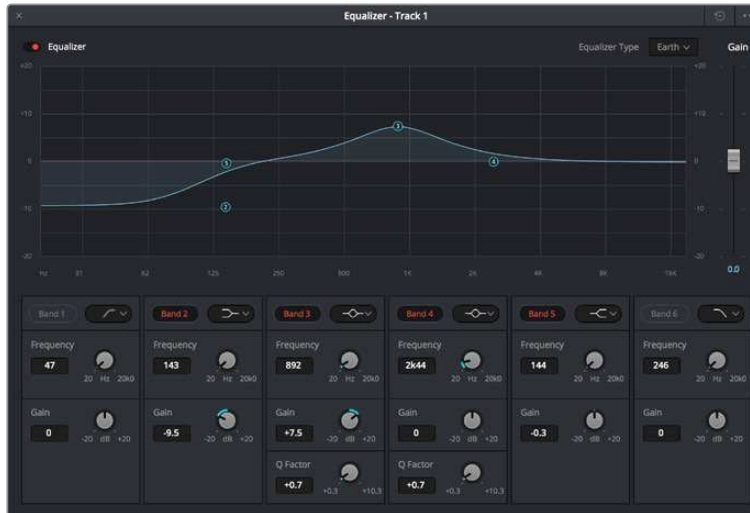 Equalizer - Track 1
Equalizer Equalizer Type Earth Gain
+20 +20
+10 +10
0 0
-10 -10
-20 -20
Hz 31 62 125 250 500 1K 2K 4K 8K 16K 0.0
5 3 4
2
Band 1 Band 2 Band 3 Band 4 Band 5 Band 6
Frequency Frequency Frequency Frequency Frequency Frequency
47 143 892 2k44 144 246
20 Hz 20k0 20 Hz 20k0 20 Hz 20k0 20 Hz 20k0 20 Hz 20k0 20 Hz 20k0
Gain Gain Gain Gain Gain Gain
0 -9.5 +7.5 0 -0.3 0
-20 dB +20 -20 dB +20 -20 dB +20 -20 dB +20 -20 dB +20 -20 dB +20
Q Factor Q Factor
+0.7 +0.7
+0.3 +10.3 +0.3 +10.3